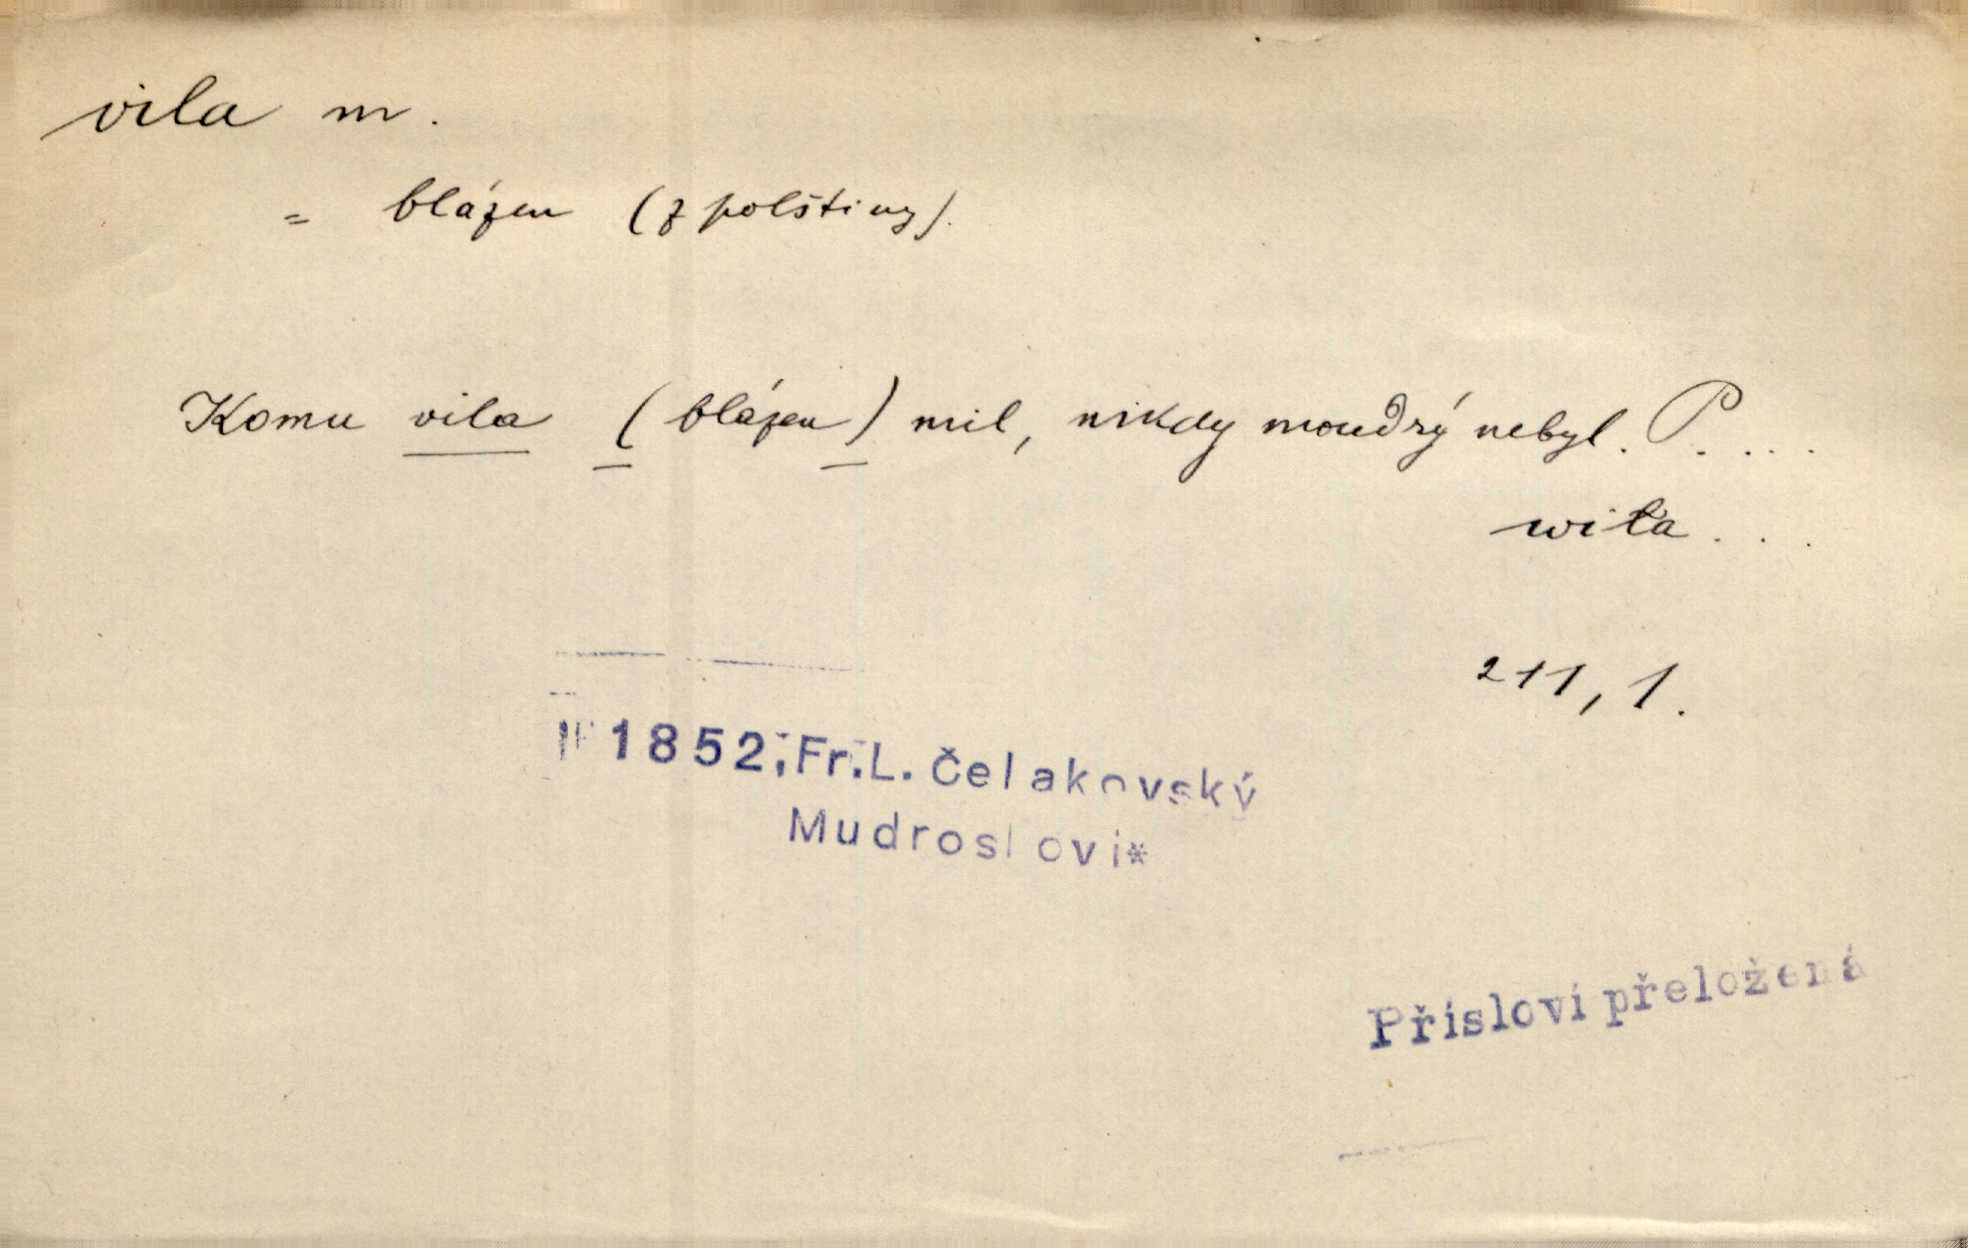 vila m.
= blázen (z polštiny).
Komu vila (blázen) mil, nikdy moudrý nebyl. P. ...
wiła ...
211, 1.
1852, Fr. L. Čelakovský
Mudrosloví*
Přísloví přeložená